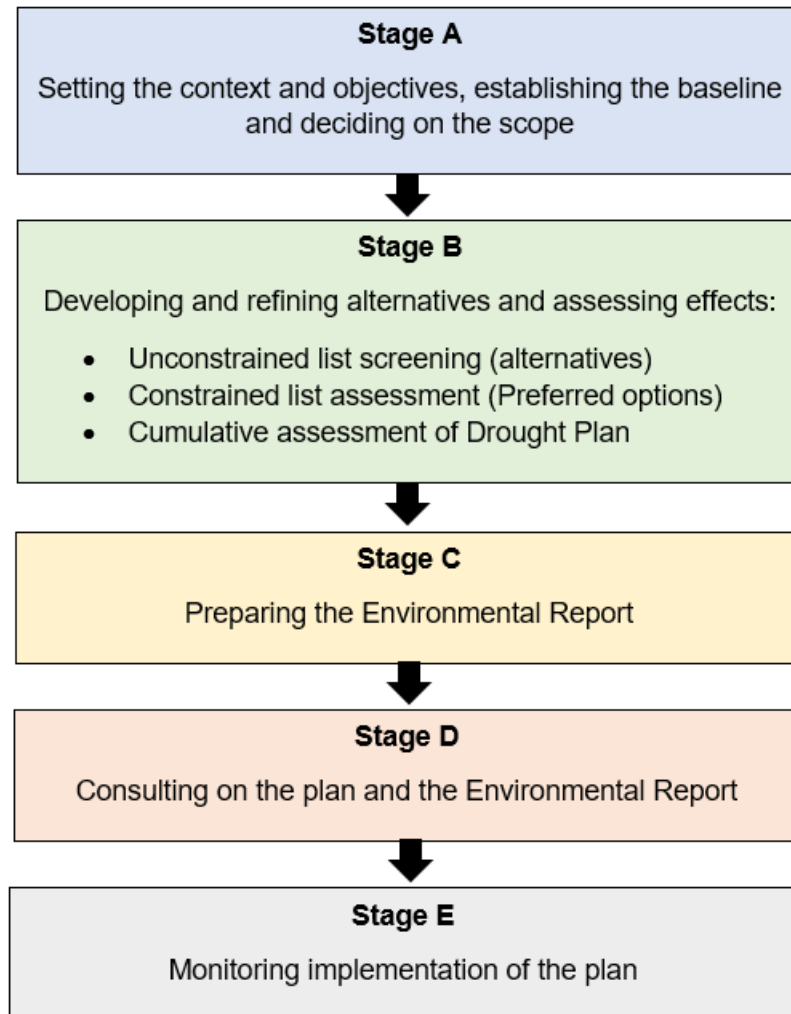 Stage A
Setting the context and objectives, establishing the baseline
and deciding on the scope
Stage B
Developing and refining alternatives and assessing effects:
• Unconstrained list screening (alternatives)
• Constrained list assessment (Preferred options)
• Cumulative assessment of Drought Plan
Stage C
Preparing the Environmental Report
Stage D
Consulting on the plan and the Environmental Report
Stage E
Monitoring implementation of the plan